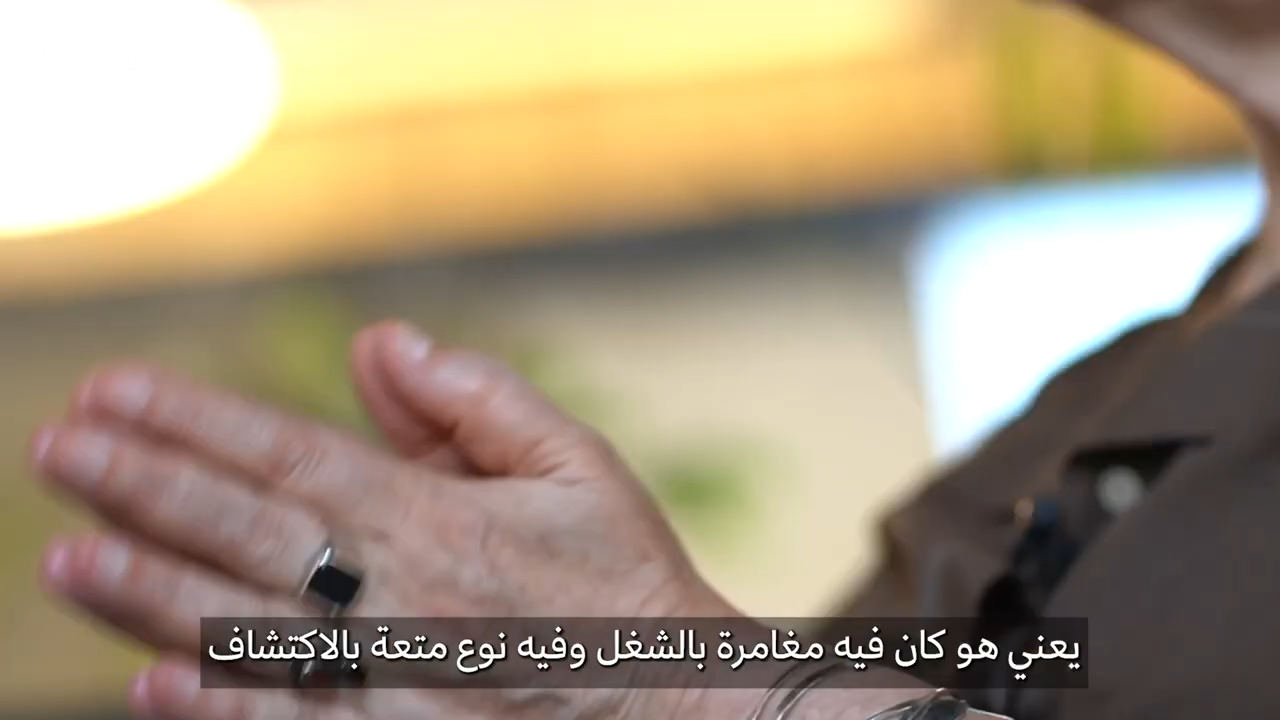 يعني هو كان فيه مغامرة بالشغل وفيه نوع متعة بالاكتشاف